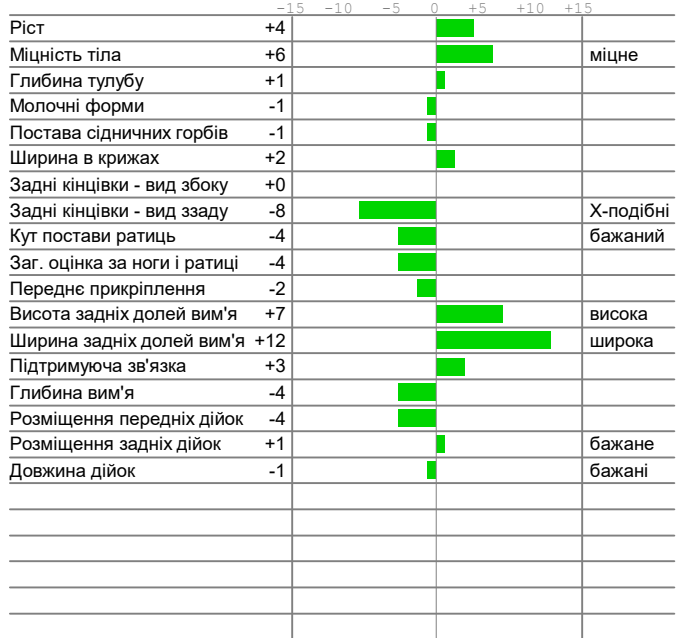 -15 -10 -5 0 +5 +10 +15
Ріст +4
Міцність тіла +6 міцне
Глибина тулубу +1
Молочні форми -1
Постава сідничних горбів -1
Ширина в крижах +2
Задні кінцівки - вид збоку +0
Задні кінцівки - вид ззаду -8 X-подібні
Кут постави ратиць -4 бажаний
Заг. оцінка за ноги і ратиці -4
Переднє прикріплення -2
Висота задніх долей вим'я +7 висока
Ширина задніх долей вим'я +12 широка
Підтримуюча зв'язка +3
Глибина вим'я -4
Розміщення передніх дійок -4
Розміщення задніх дійок +1 бажане
Довжина дійок -1 бажані